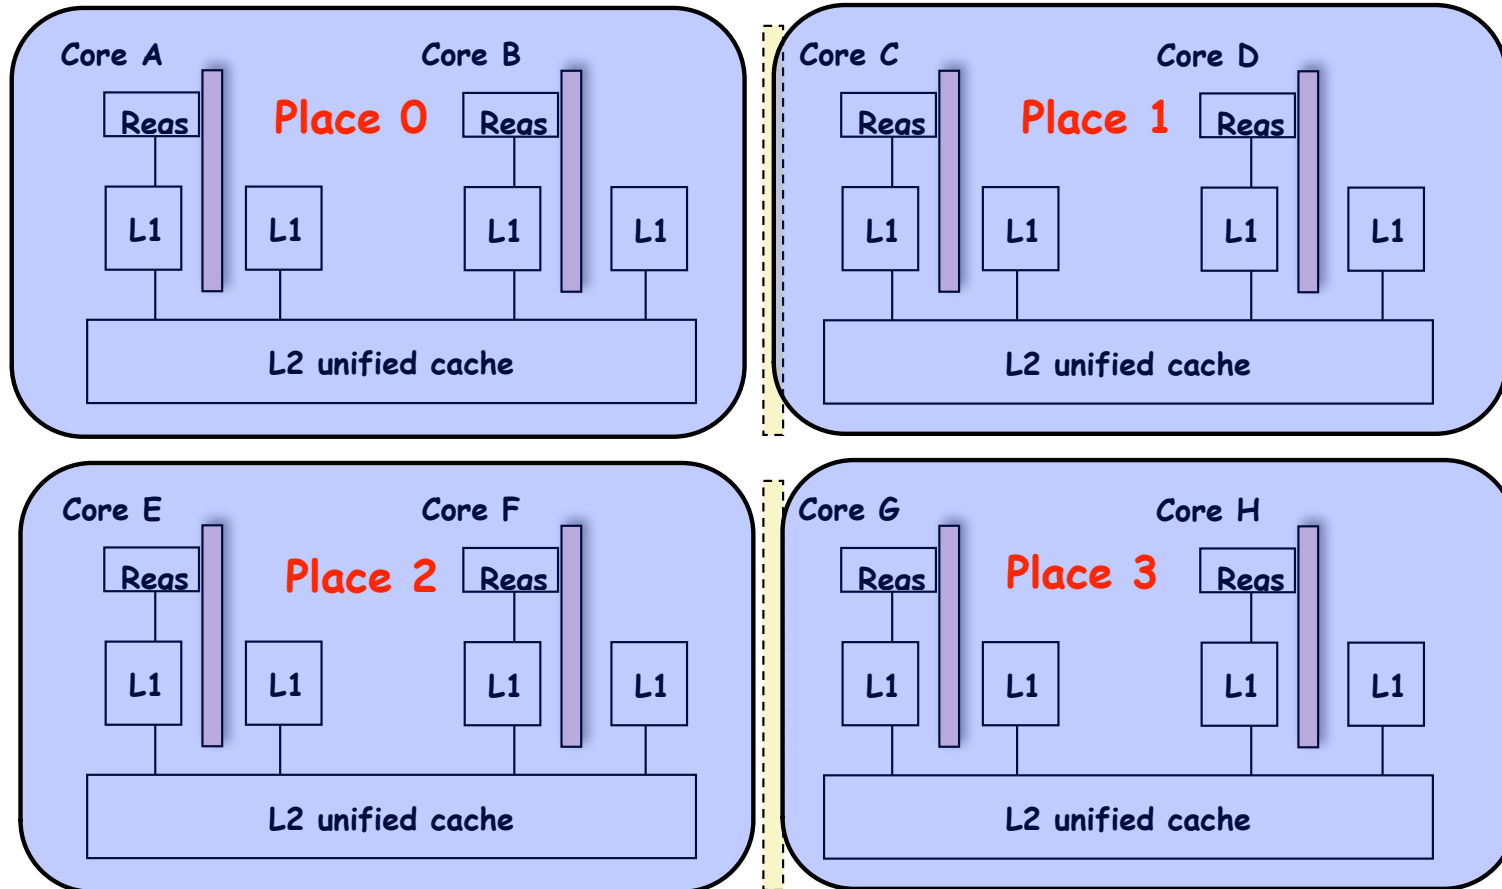 Core A
Core B
Core C
Core D
Regs
Place 0
Regs
Regs
Place 1
Regs
L1
L1
L1
L1
L1
L1
L1
L1
L2 unified cache
L2 unified cache
Core E
Core F
Core G
Core H
Regs
Place 2
Regs
Regs
Place 3
Regs
L1
L1
L1
L1
L1
L1
L1
L1
L2 unified cache
L2 unified cache